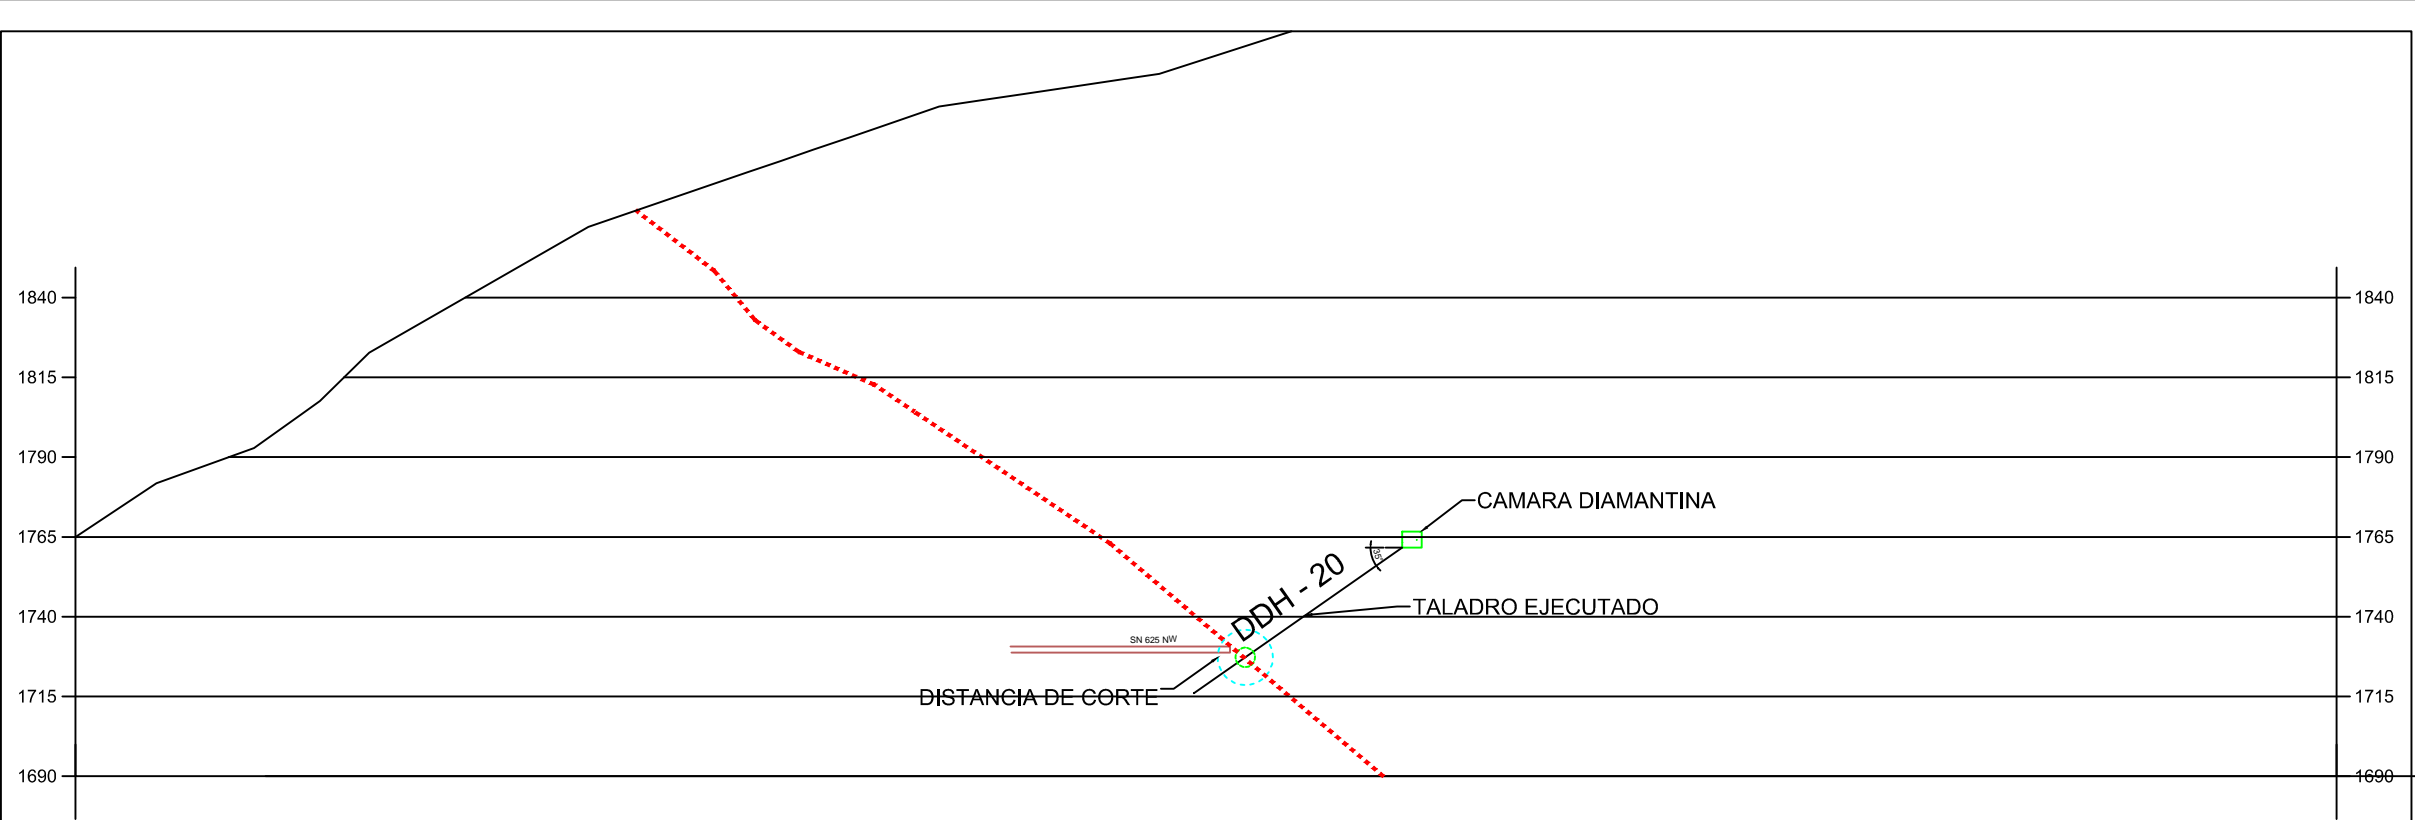 1840 1840
1815 1815
1790 1790
CAMARA DIAMANTINA
1765 1765
35°
DDH - 20
TALADRO EJECUTADO
1740 1740
SN 625 NW
DISTANCIA DE CORTE
1715 1715
1690 1690